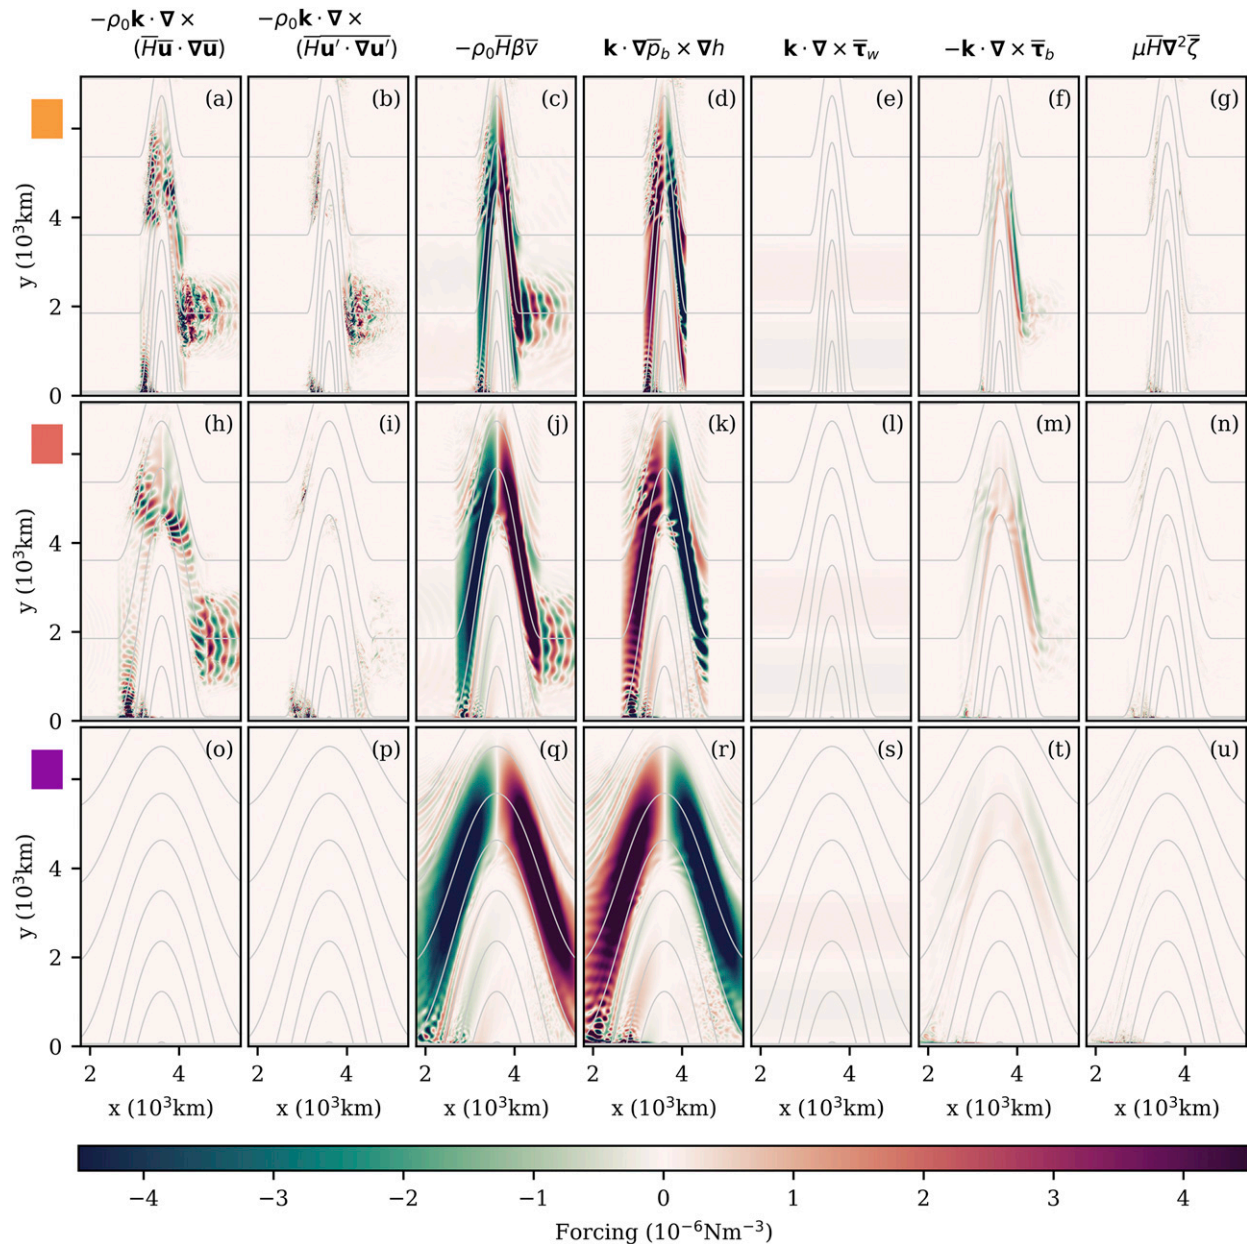 −ρ₀k · ∇ × −ρ₀k · ∇ ×
(H̅u̅ · ∇u̅) (H̅u̅′̅ ̅·̅ ̅∇̅u̅′̅) −ρ₀H̅βv̅ k · ∇p̅_b × ∇h k · ∇ × τ̅_w −k · ∇ × τ̅_b μH̅∇²ζ̅
(a) (b) (c) (d) (e) (f) (g)
y (10³km)
4
2
0
(h) (i) (j) (k) (l) (m) (n)
y (10³km)
4
2
0
(o) (p) (q) (r) (s) (t) (u)
y (10³km)
4
2
0
2 4 2 4 2 4 2 4 2 4 2 4 2 4
x (10³km) x (10³km) x (10³km) x (10³km) x (10³km) x (10³km) x (10³km)
−4 −3 −2 −1 0 1 2 3 4
Forcing (10⁻⁶Nm⁻³)